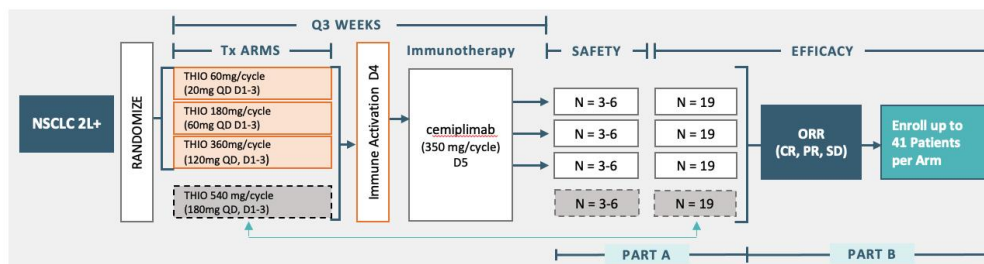 Q3 WEEKS
Tx ARMS
Immunotherapy
SAFETY
EFFICACY
NSCLC 2L+
RANDOMIZE
THIO 60mg/cycle
(20mg QD D1-3)
THIO 180mg/cycle
(60mg QD D1-3)
THIO 360mg/cycle
(120mg QD, D1-3)
THIO 540 mg/cycle
(180mg QD, D1-3)
Immune Activation D4
cemiplimab
(350 mg/cycle)
D5
N = 3-6
N = 3-6
N = 3-6
N = 3-6
N = 19
N = 19
N = 19
N = 19
ORR
(CR, PR, SD)
Enroll up to
41 Patients
per Arm
PART A
PART B